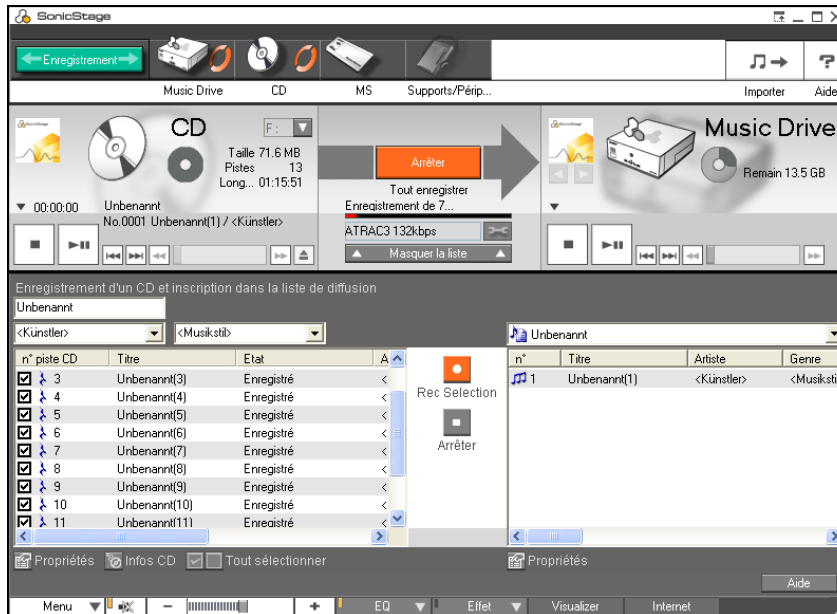 SonicStage
Enregistrement
Music Drive CD MS Supports/Périp... Importer Aide
CD F:
Taille 71.6 MB
Pistes 13
Long... 01:15:51
00:00:00 Unbenannt
No.0001 Unbenannt(1) / <Künstler>
Arrêter
Tout enregistrer
Enregistrement de 7...
ATRAC3 132kbps
Masquer la liste
Music Drive
Remain 13.5 GB
Enregistrement d'un CD et inscription dans la liste de diffusion
Unbenannt
<Künstler> <Musikstil>
n° piste CD Titre Etat A
3 Unbenannt(3) Enregistré <
4 Unbenannt(4) Enregistré <
5 Unbenannt(5) Enregistré <
6 Unbenannt(6) Enregistré <
7 Unbenannt(7) Enregistré <
8 Unbenannt(8) Enregistré <
9 Unbenannt(9) Enregistré <
10 Unbenannt(10) Enregistré <
11 Unbenannt(11) Enregistré <
Rec Selection
Arrêter
Unbenannt
n° Titre Artiste Genre
1 Unbenannt(1) <Künstler> <Musiksti
Propriétés Infos CD Tout sélectionner
Propriétés
Aide
Menu − + EQ Effet Visualizer Internet